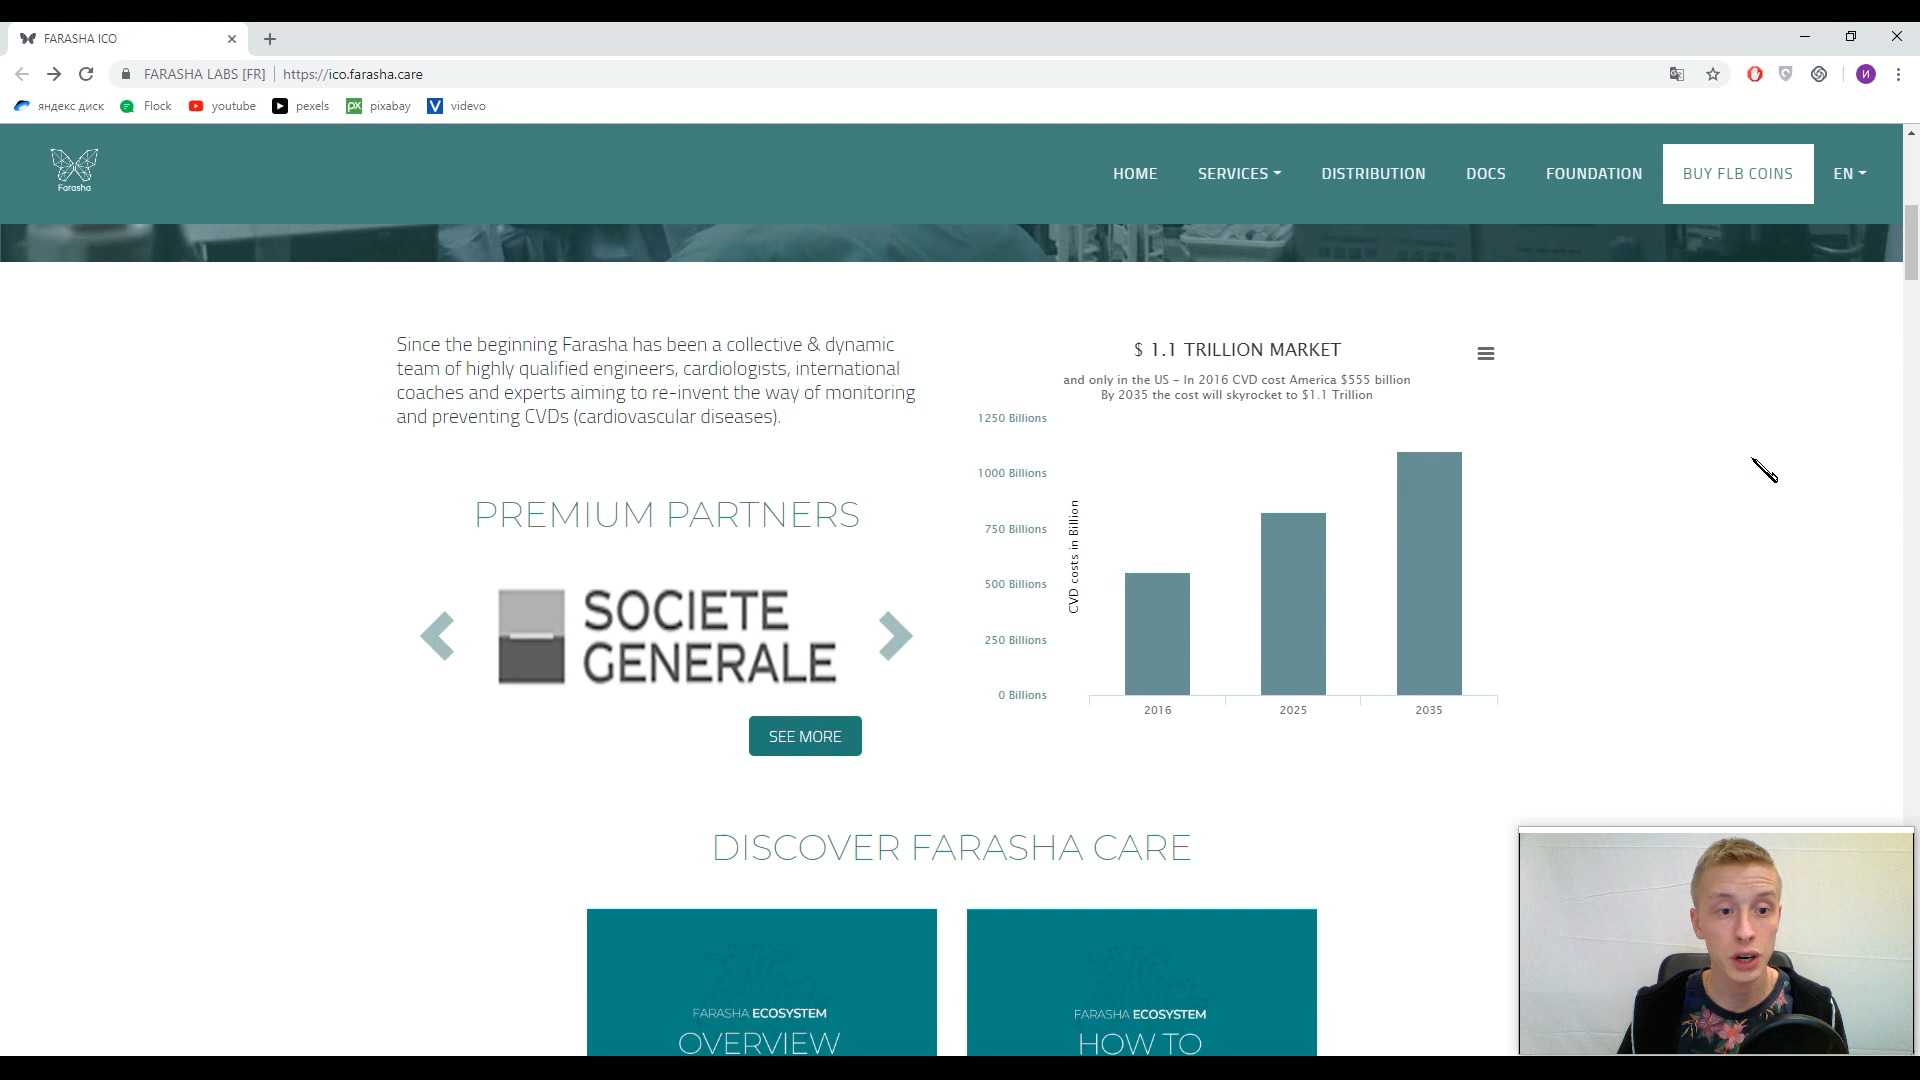 FARASHA ICO
FARASHA LABS [FR]
https://ico.farasha.care
И
яндекс диск
Flock
youtube
px
pexels
pixabay
V
videvo
Farasha
HOME
SERVICES
DISTRIBUTION
DOCS
FOUNDATION
BUY FLB COINS
EN
Since the beginning Farasha has been a collective & dynamic
team of highly qualified engineers, cardiologists, international
coaches and experts aiming to re-invent the way of monitoring
and preventing CVDs (cardiovascular diseases).
PREMIUM PARTNERS
SOCIETE
GENERALE
SEE MORE
$ 1.1 TRILLION MARKET
and only in the US - In 2016 CVD cost America $555 billion
By 2035 the cost will skyrocket to $1.1 Trillion
CVD costs in Billion
1250 Billions
1000 Billions
750 Billions
500 Billions
250 Billions
0 Billions
2016
2025
2035
DISCOVER FARASHA CARE
FARASHA ECOSYSTEM
OVERVIEW
FARASHA ECOSYSTEM
HOW TO